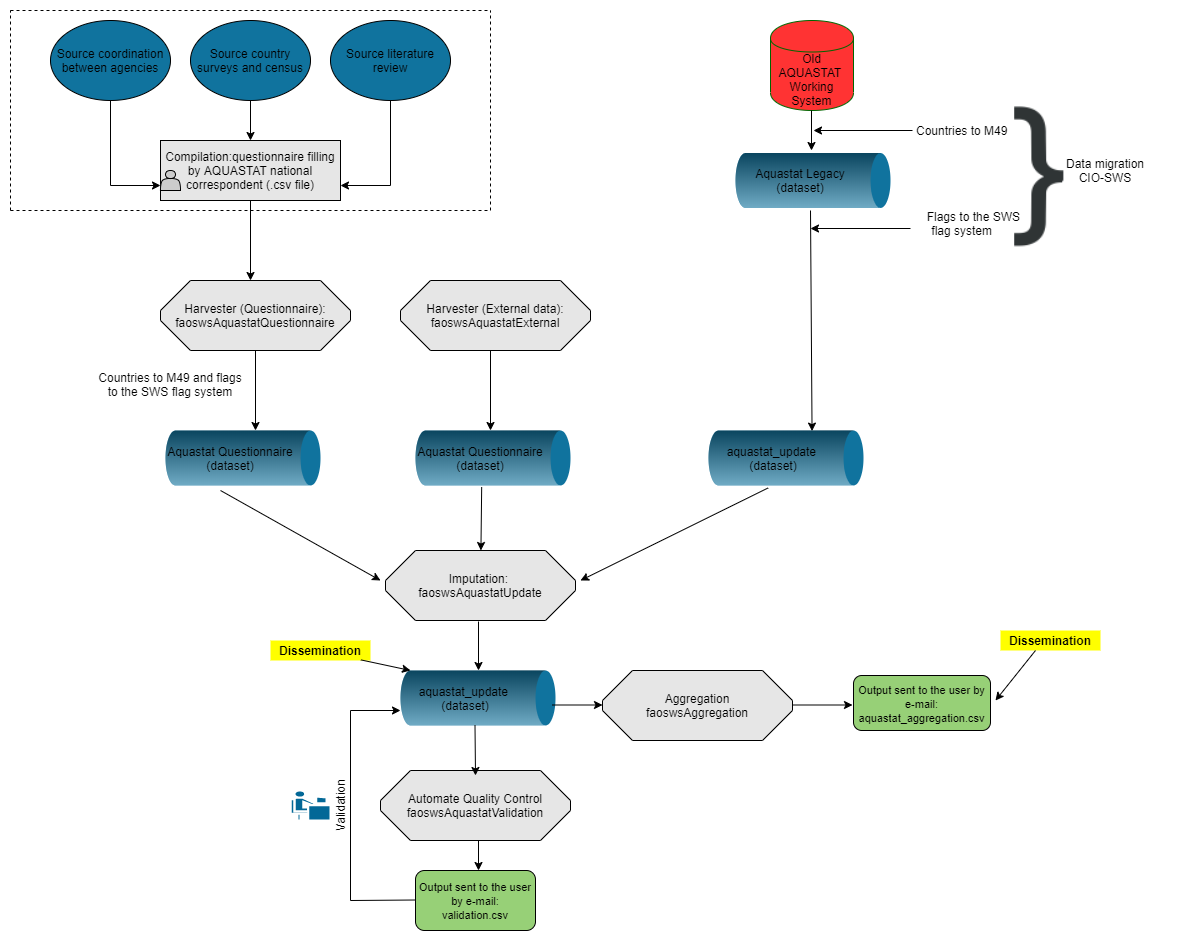 Source coordination
between agencies
Source country
surveys and census
Source literature
review
Old
AQUASTAT
Working
System
Compilation:questionnaire filling
by AQUASTAT national
correspondent (.csv file)
Countries to M49
Data migration
CIO-SWS
Aquastat Legacy
(dataset)
Flags to the SWS
flag system
Harvester (Questionnaire):
faoswsAquastatQuestionnaire
Harvester (External data):
faoswsAquastatExternal
Countries to M49 and flags
to the SWS flag system
Aquastat Questionnaire
(dataset)
Aquastat Questionnaire
(dataset)
aquastat_update
(dataset)
Imputation:
faoswsAquastatUpdate
Dissemination
Dissemination
aquastat_update
(dataset)
Aggregation
faoswsAggregation
Output sent to the user by
e-mail:
aquastat_aggregation.csv
Validation
Automate Quality Control
faoswsAquastatValidation
Output sent to the user
by e-mail:
validation.csv